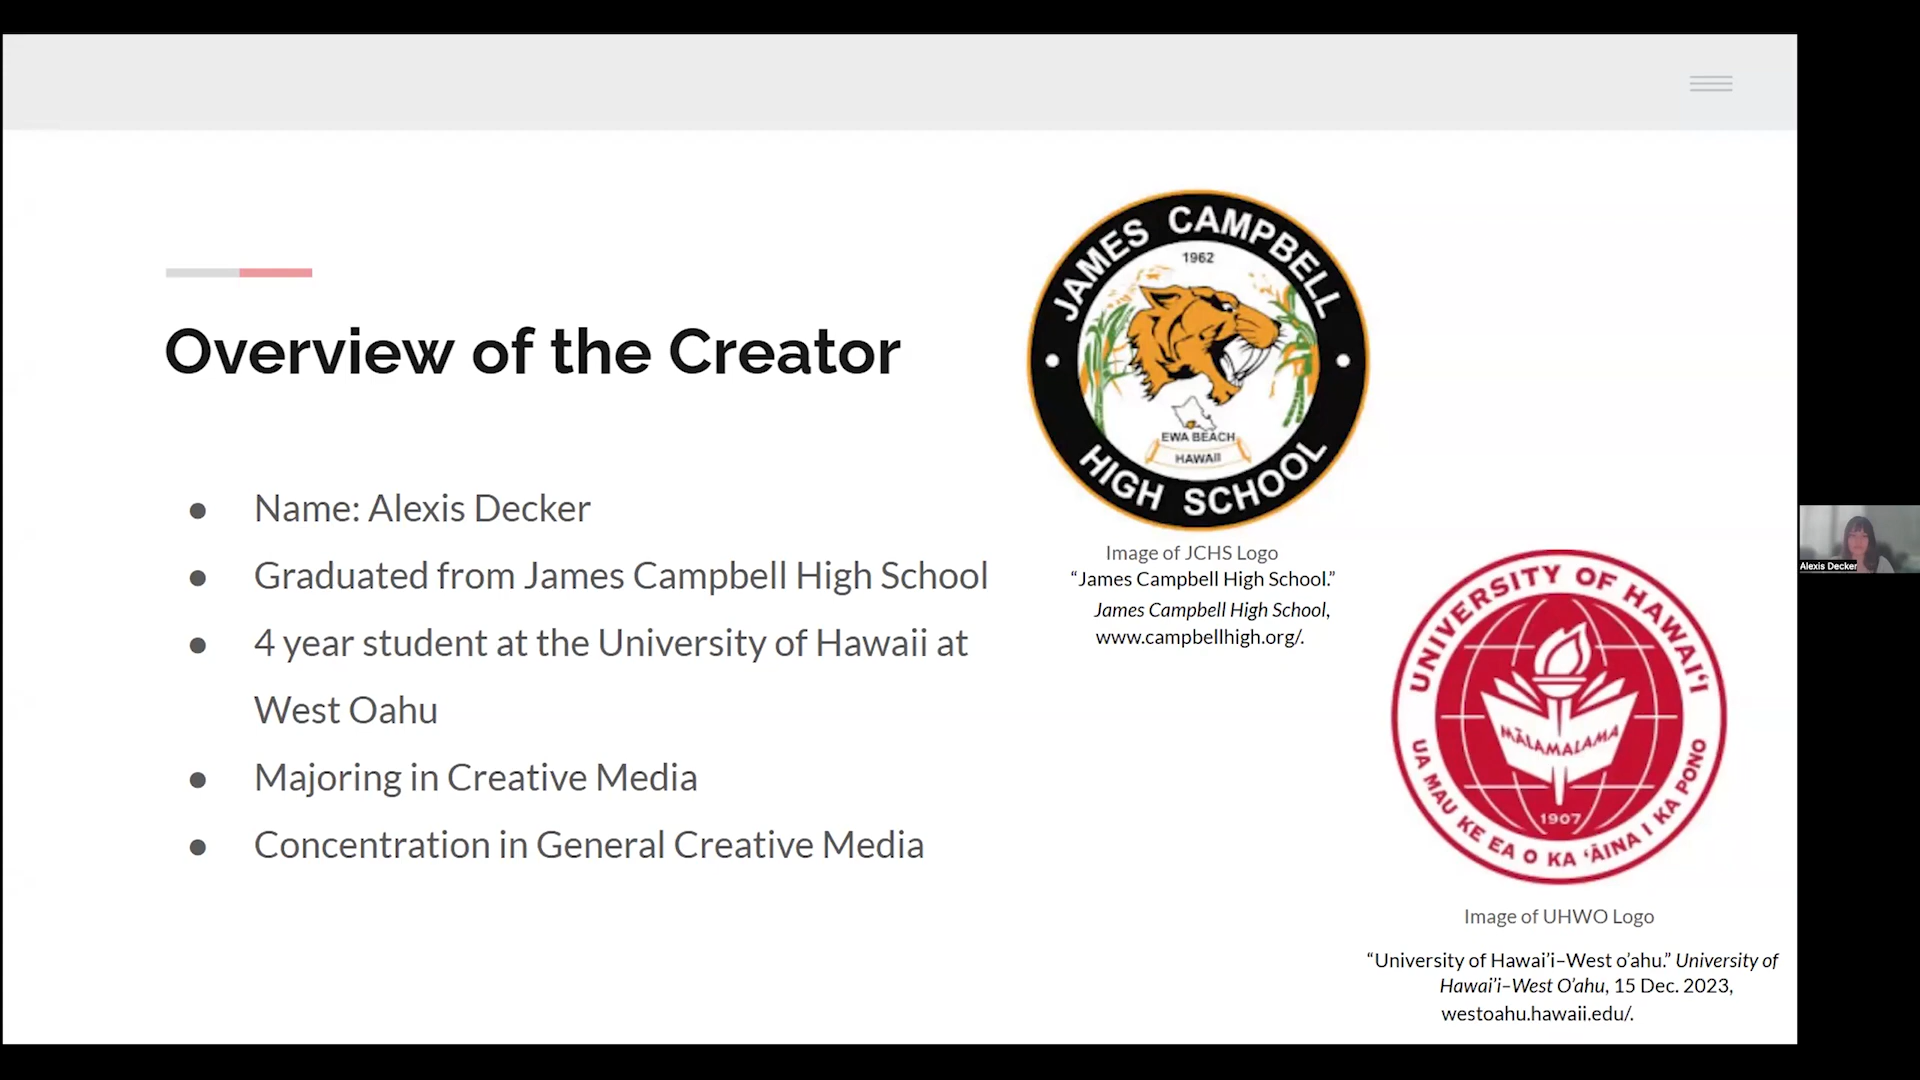 Overview of the Creator
● Name: Alexis Decker
● Graduated from James Campbell High School
● 4 year student at the University of Hawaii at
West Oahu
● Majoring in Creative Media
● Concentration in General Creative Media
JAMES CAMPBELL
1962
EWA BEACH
HAWAII
HIGH SCHOOL
Image of JCHS Logo
“James Campbell High School.”
James Campbell High School,
www.campbellhigh.org/.
UNIVERSITY OF HAWAI‘I
MĀLAMALAMA
1907
UA MAU KE EA O KA ‘ĀINA I KA PONO
Image of UHWO Logo
“University of Hawai’i–West o’ahu.” University of
Hawai’i–West O’ahu, 15 Dec. 2023,
westoahu.hawaii.edu/.
Alexis Decker